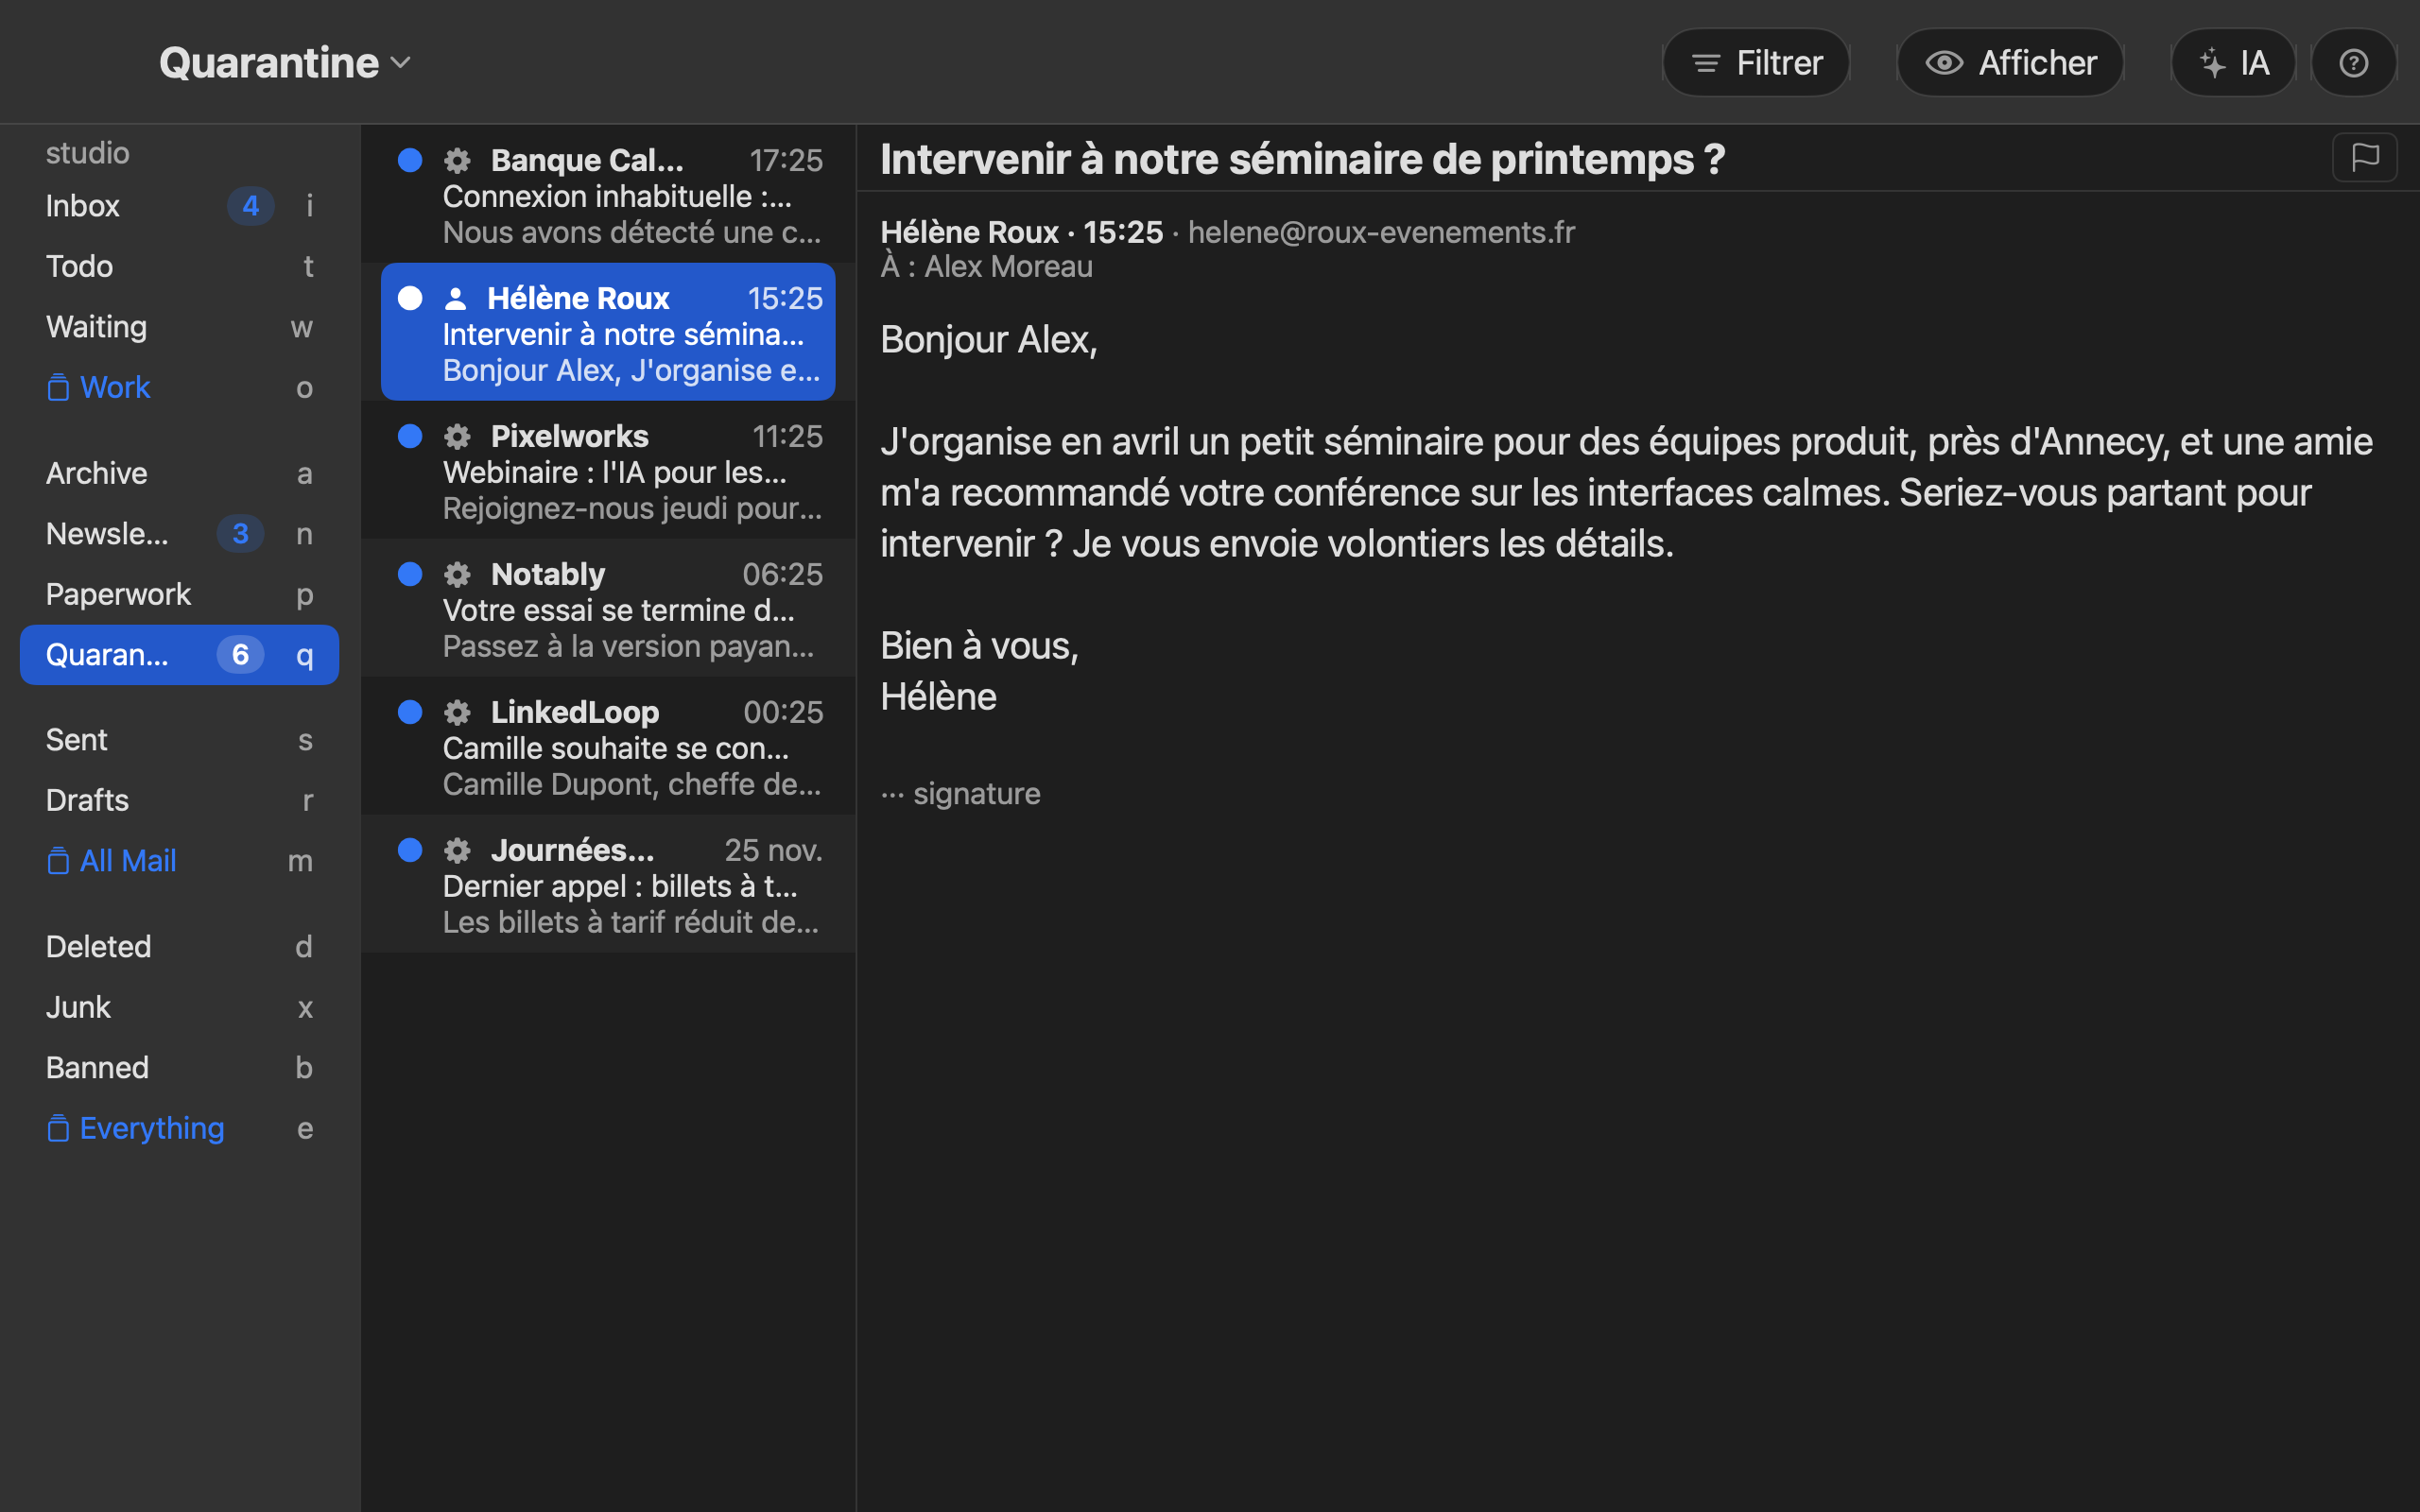 Quarantine
Filtrer
Afficher
IA
studio
Inbox 4 i
Todo t
Waiting w
Work o
Archive a
Newsle... 3 n
Paperwork p
Quaran... 6 q
Sent s
Drafts r
All Mail m
Deleted d
Junk x
Banned b
Everything e
Banque Cal... 17:25
Connexion inhabituelle :...
Nous avons détecté une c...
Hélène Roux 15:25
Intervenir à notre sémina...
Bonjour Alex, J'organise e...
Pixelworks 11:25
Webinaire : l'IA pour les...
Rejoignez-nous jeudi pour...
Notably 06:25
Votre essai se termine d...
Passez à la version payan...
LinkedLoop 00:25
Camille souhaite se con...
Camille Dupont, cheffe de...
Journées... 25 nov.
Dernier appel : billets à t...
Les billets à tarif réduit de...
Intervenir à notre séminaire de printemps ?
Hélène Roux · 15:25 · helene@roux-evenements.fr
À : Alex Moreau
Bonjour Alex,
J'organise en avril un petit séminaire pour des équipes produit, près d'Annecy, et une amie
m'a recommandé votre conférence sur les interfaces calmes. Seriez-vous partant pour
intervenir ? Je vous envoie volontiers les détails.
Bien à vous,
Hélène
··· signature